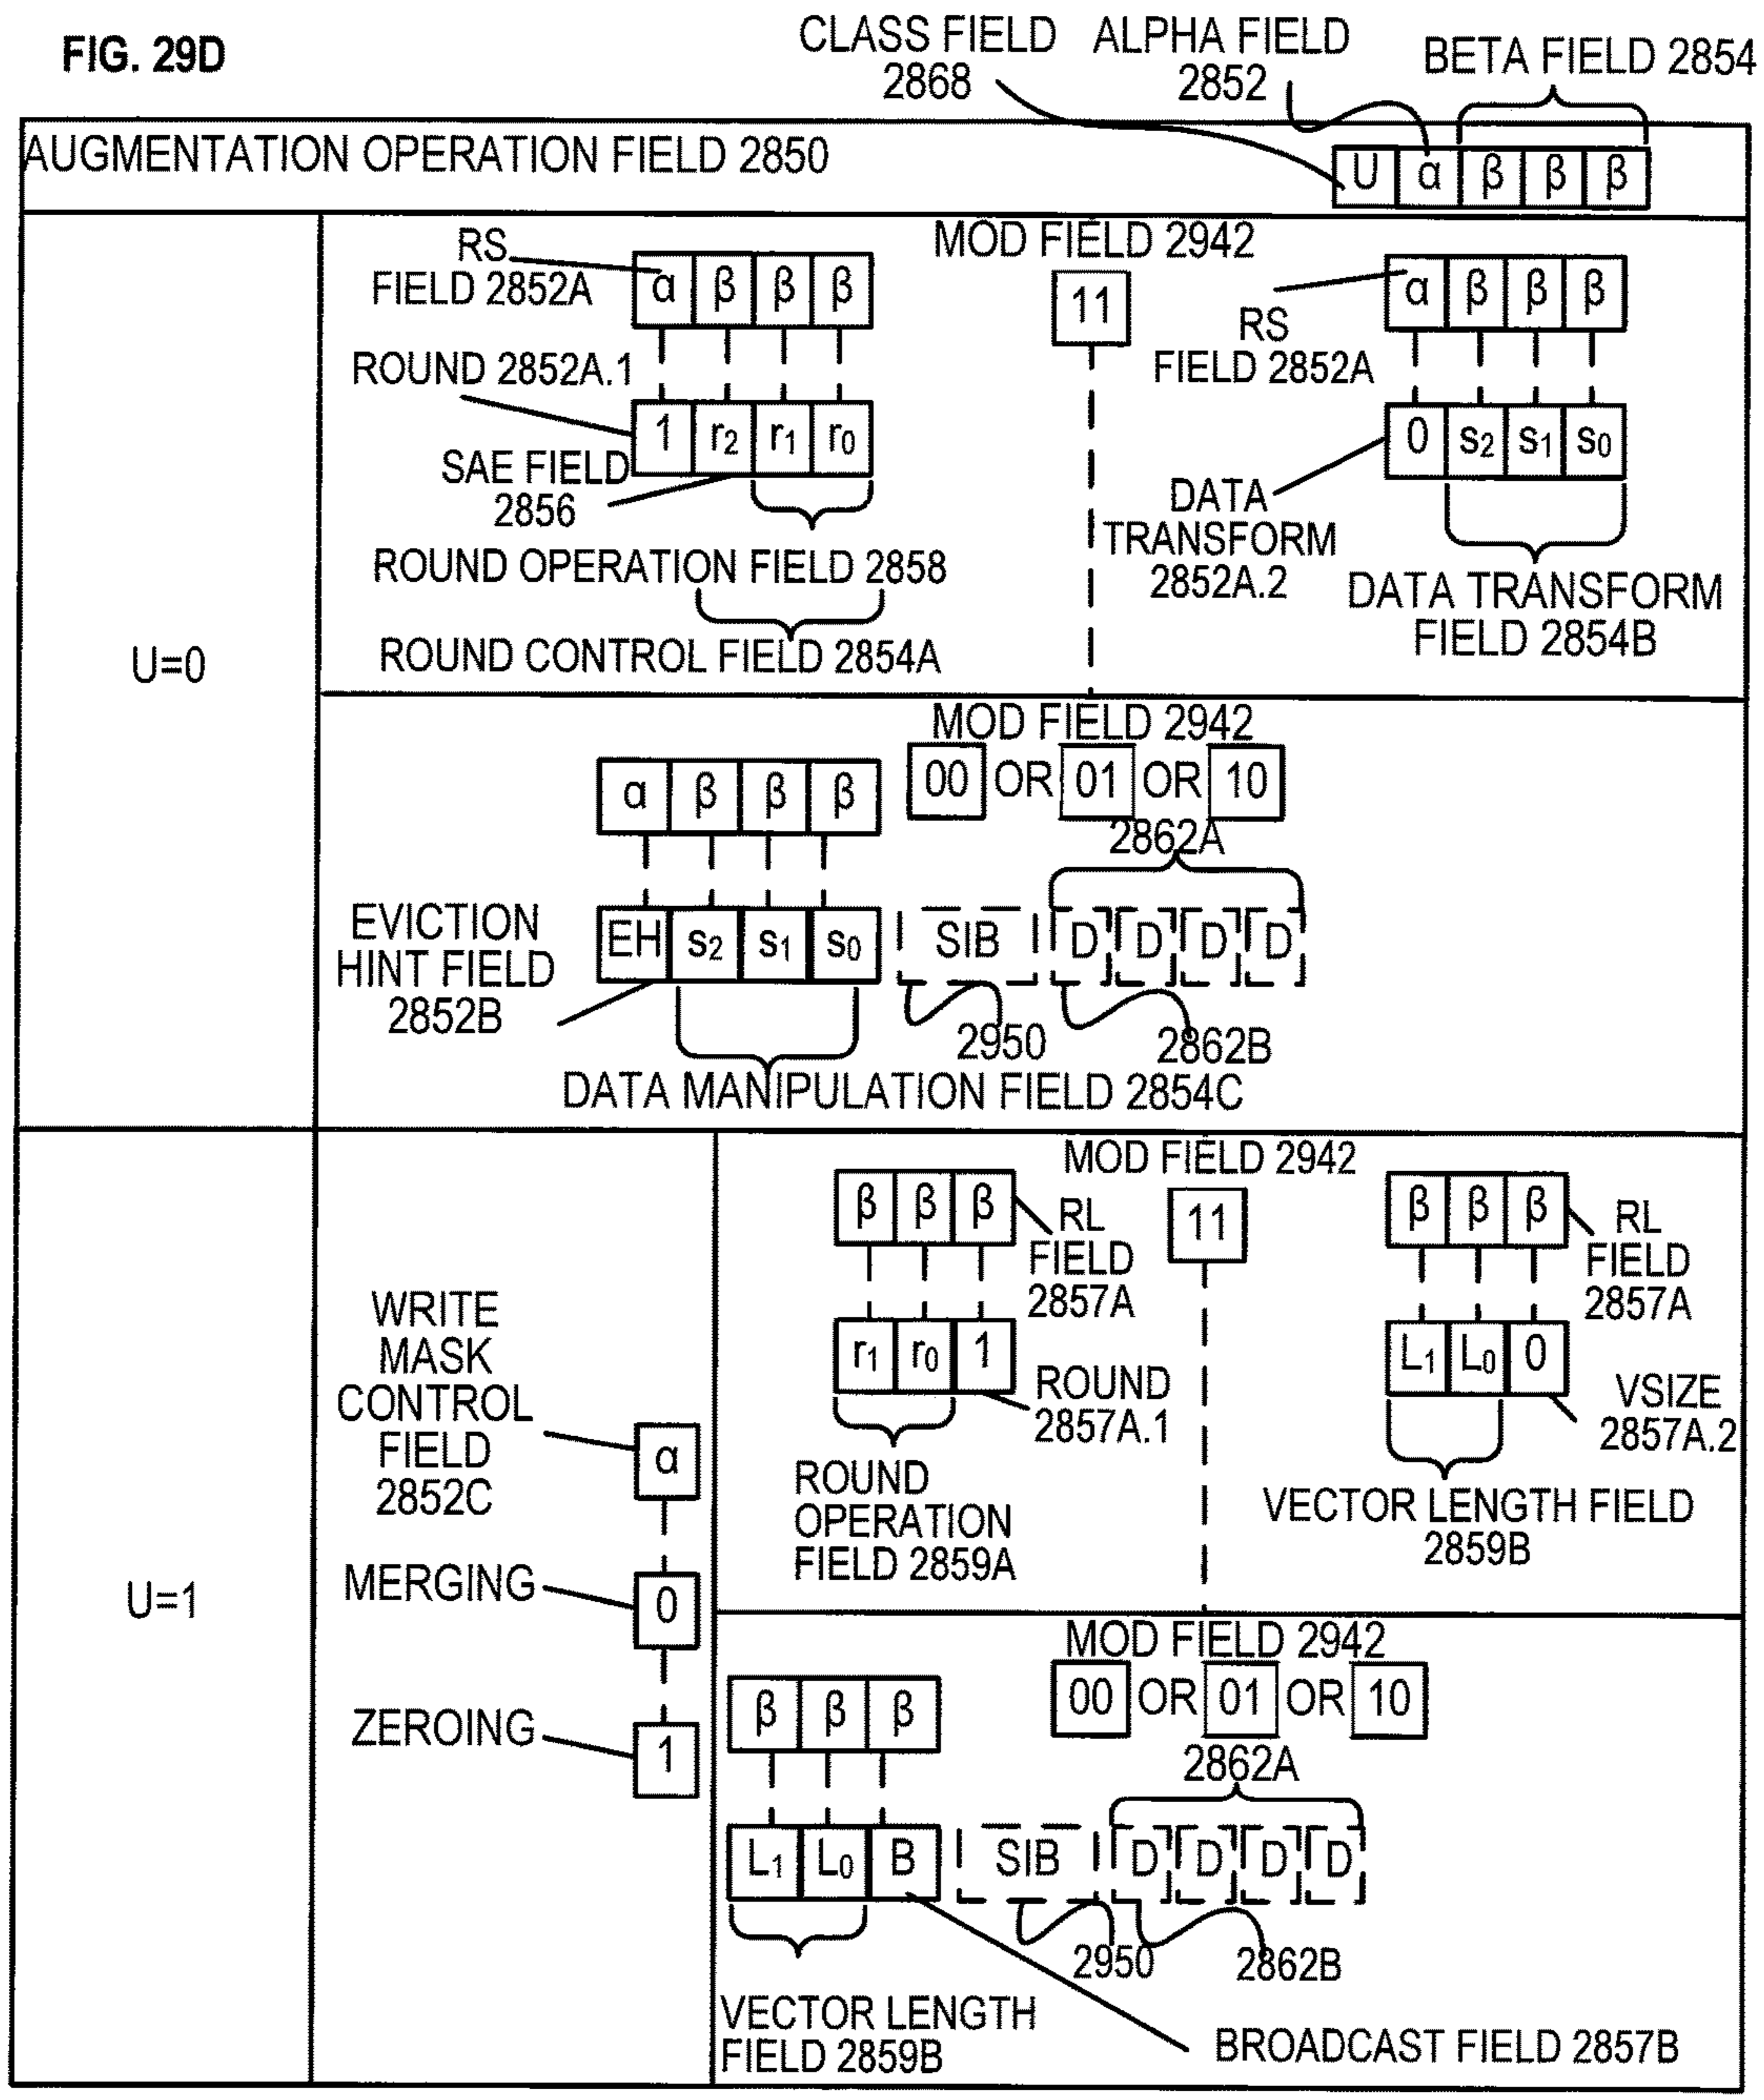 FIG. 29D
CLASS FIELD
2868
ALPHA FIELD
2852
BETA FIELD 2854
AUGMENTATION OPERATION FIELD 2850
U α β β β
U=0
MOD FIELD 2942
11
RS
FIELD 2852A
α β β β
ROUND 2852A.1
1 r2 r1 r0
SAE FIELD
2856
ROUND OPERATION FIELD 2858
ROUND CONTROL FIELD 2854A
α β β β
RS
FIELD 2852A
0 s2 s1 s0
DATA
TRANSFORM
2852A.2
DATA TRANSFORM
FIELD 2854B
MOD FIELD 2942
00 OR 01 OR 10
α β β β
2862A
EVICTION
HINT FIELD
2852B
EH s2 s1 s0 SIB D D D D
2950
2862B
DATA MANIPULATION FIELD 2854C
U=1
WRITE
MASK
CONTROL
FIELD
2852C
α
MERGING
0
ZEROING
1
MOD FIELD 2942
11
β β β
RL
FIELD
2857A
r1 r0 1
ROUND
2857A.1
ROUND
OPERATION
FIELD 2859A
β β β
RL
FIELD
2857A
L1 L0 0
VSIZE
2857A.2
VECTOR LENGTH FIELD
2859B
MOD FIELD 2942
00 OR 01 OR 10
β β β
2862A
L1 L0 B SIB D D D D
2950
2862B
VECTOR LENGTH
FIELD 2859B
BROADCAST FIELD 2857B